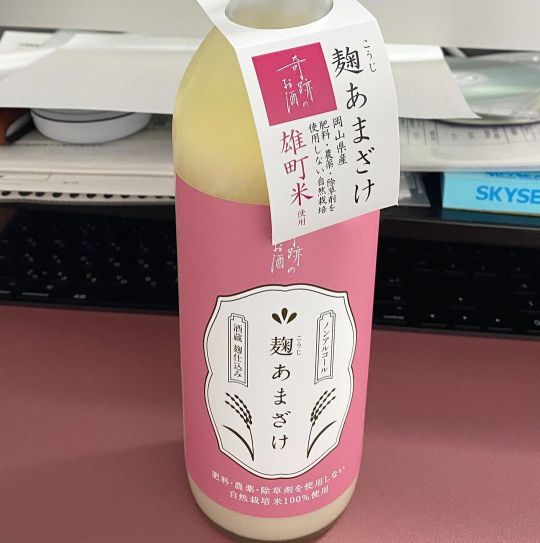 こうじ
麹あまざけ
奇跡の
お酒
岡山県産
肥料・農薬・除草剤を
使用しない自然栽培
雄町米使用
奇跡の
お酒
ノンアルコール
こうじ
麹あまざけ
酒蔵 麹仕込み
肥料・農薬・除草剤を使用しない
自然栽培米100%使用
SKYSE